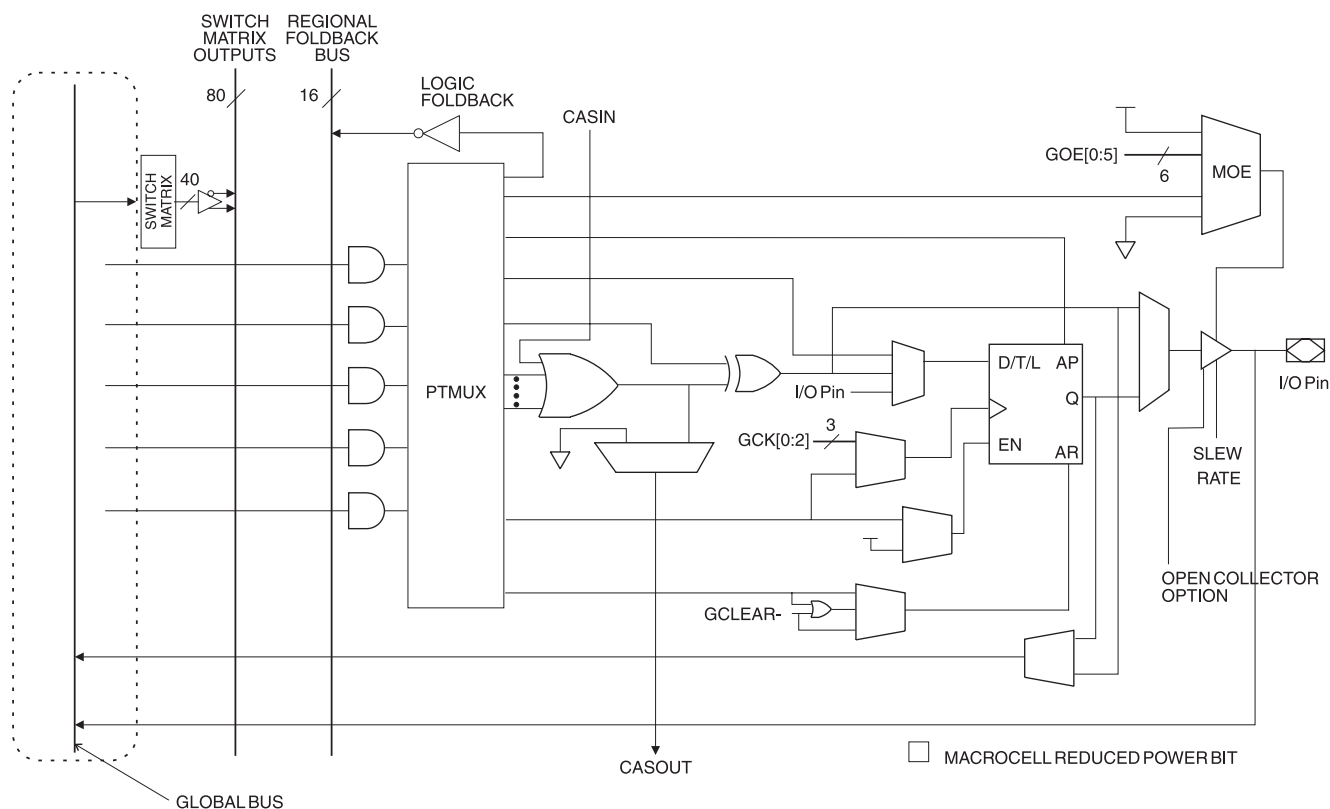 SWITCH
MATRIX
OUTPUTS
REGIONAL
FOLDBACK
BUS
80
16
LOGIC
FOLDBACK
CASIN
GOE[0:5]
6
MOE
SWITCH
MATRIX
40
PTMUX
D/T/L
AP
Q
EN
AR
I/O Pin
I/O Pin
GCK[0:2]
3
SLEW
RATE
OPEN COLLECTOR
OPTION
GCLEAR-
CASOUT
MACROCELL REDUCED POWER BIT
GLOBAL BUS